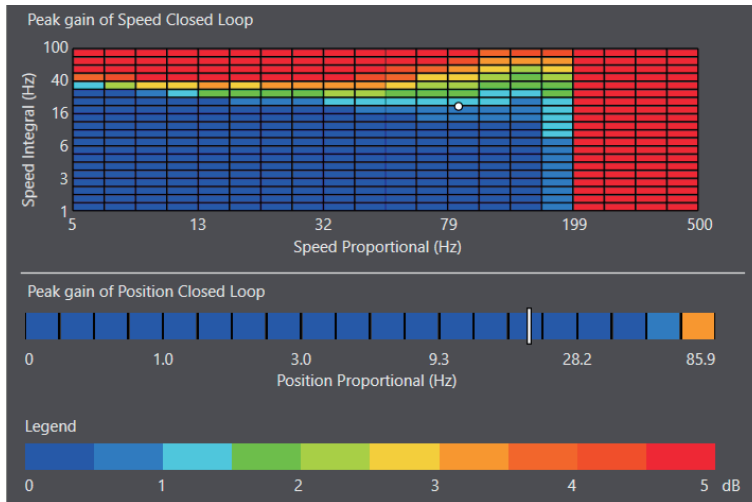 Peak gain of Speed Closed Loop
Speed Integral (Hz)
100
40
16
6
3
1
5 13 32 79 199 500
Speed Proportional (Hz)
Peak gain of Position Closed Loop
0 1.0 3.0 9.3 28.2 85.9
Position Proportional (Hz)
Legend
0 1 2 3 4 5 dB